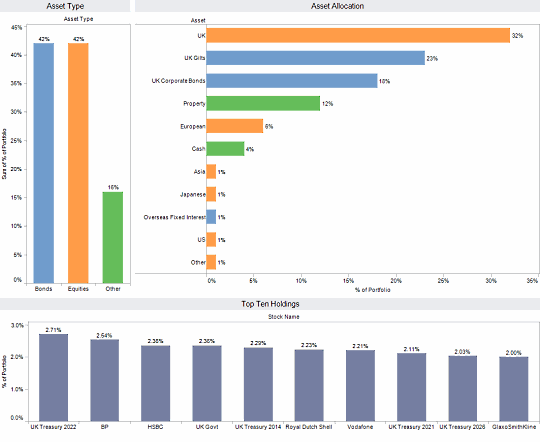 Asset Type
Asset Allocation
Asset Type
Asset
45%
40%
35%
30%
25%
20%
15%
10%
5%
0%
Sum of % of Portfolio
42%
42%
16%
Bonds
Equities
Other
UK
32%
UK Gilts
23%
UK Corporate Bonds
18%
Property
12%
European
6%
Cash
4%
Asia
1%
Japanese
1%
Overseas Fixed Interest
1%
US
1%
Other
1%
0%
5%
10%
15%
20%
25%
30%
35%
% of Portfolio
Top Ten Holdings
Stock Name
3.0%
2.0%
1.0%
0.0%
% of Portfolio
2.71%
2.54%
2.36%
2.36%
2.29%
2.23%
2.21%
2.11%
2.03%
2.00%
UK Treasury 2022
BP
HSBC
UK Govt
UK Treasury 2014
Royal Dutch Shell
Vodafone
UK Treasury 2021
UK Treasury 2025
GlaxoSmithKline